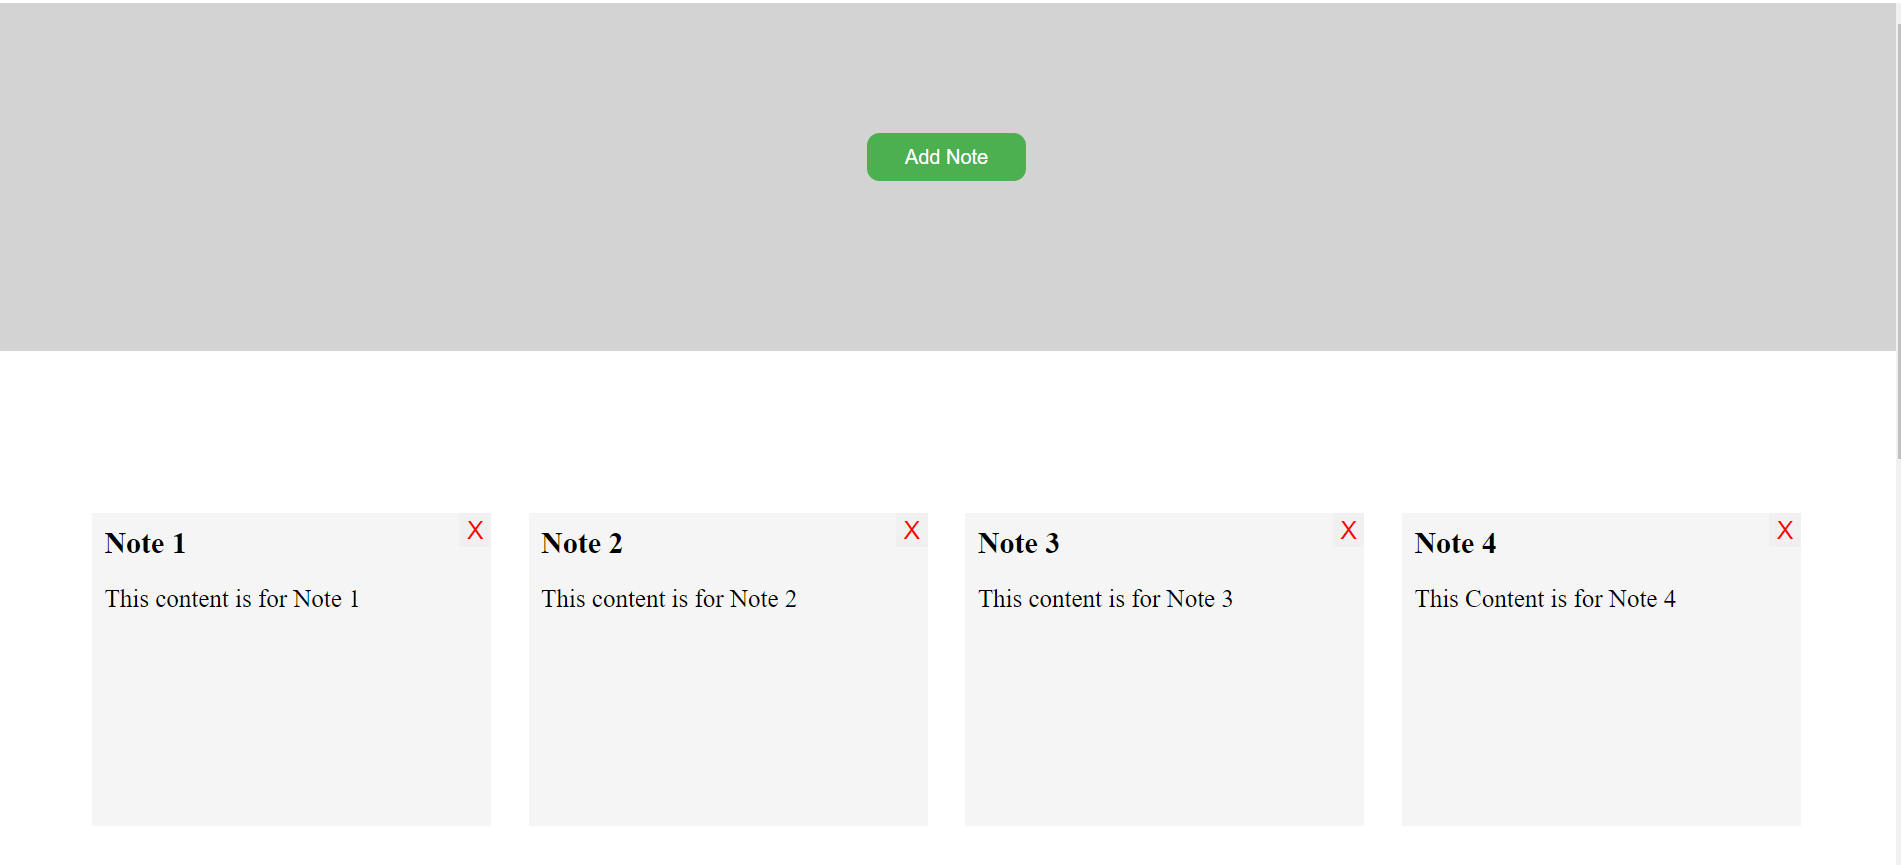 Add Note
Note 1
X
This content is for Note 1
Note 2
X
This content is for Note 2
Note 3
X
This content is for Note 3
Note 4
X
This Content is for Note 4